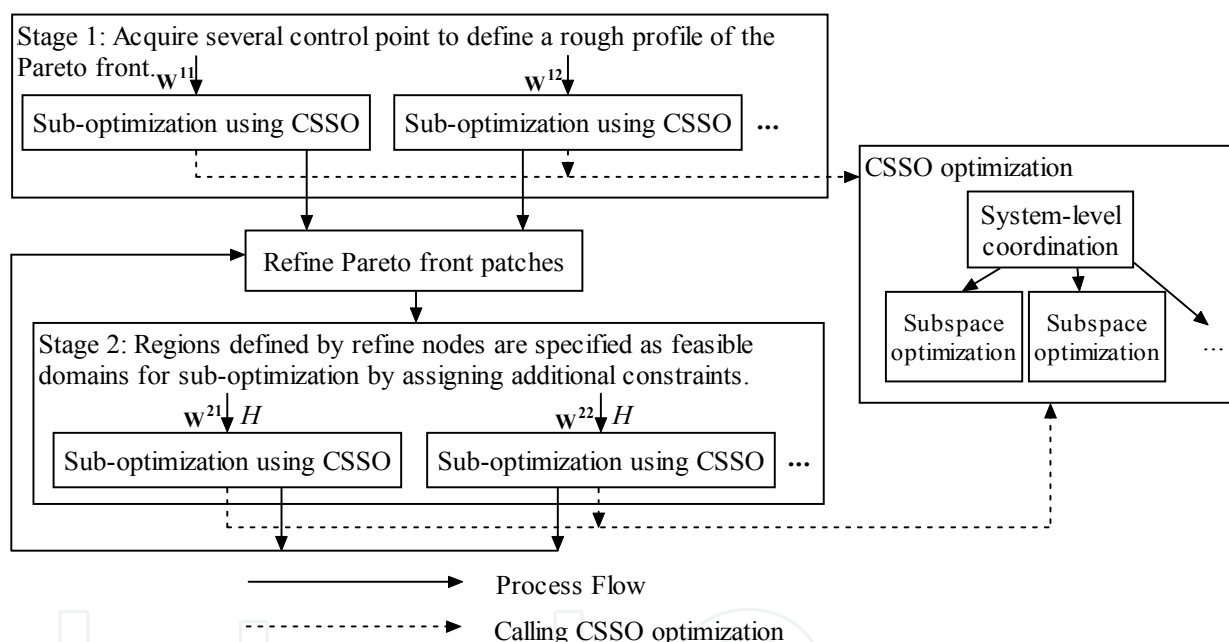 Stage 1: Acquire several control point to define a rough profile of the
Pareto front.
W¹¹
W¹²
Sub-optimization using CSSO
Sub-optimization using CSSO
...
CSSO optimization
System-level
coordination
Subspace
optimization
Subspace
optimization
...
Refine Pareto front patches
Stage 2: Regions defined by refine nodes are specified as feasible
domains for sub-optimization by assigning additional constraints.
W²¹ H
W²² H
Sub-optimization using CSSO
Sub-optimization using CSSO
...
Process Flow
Calling CSSO optimization